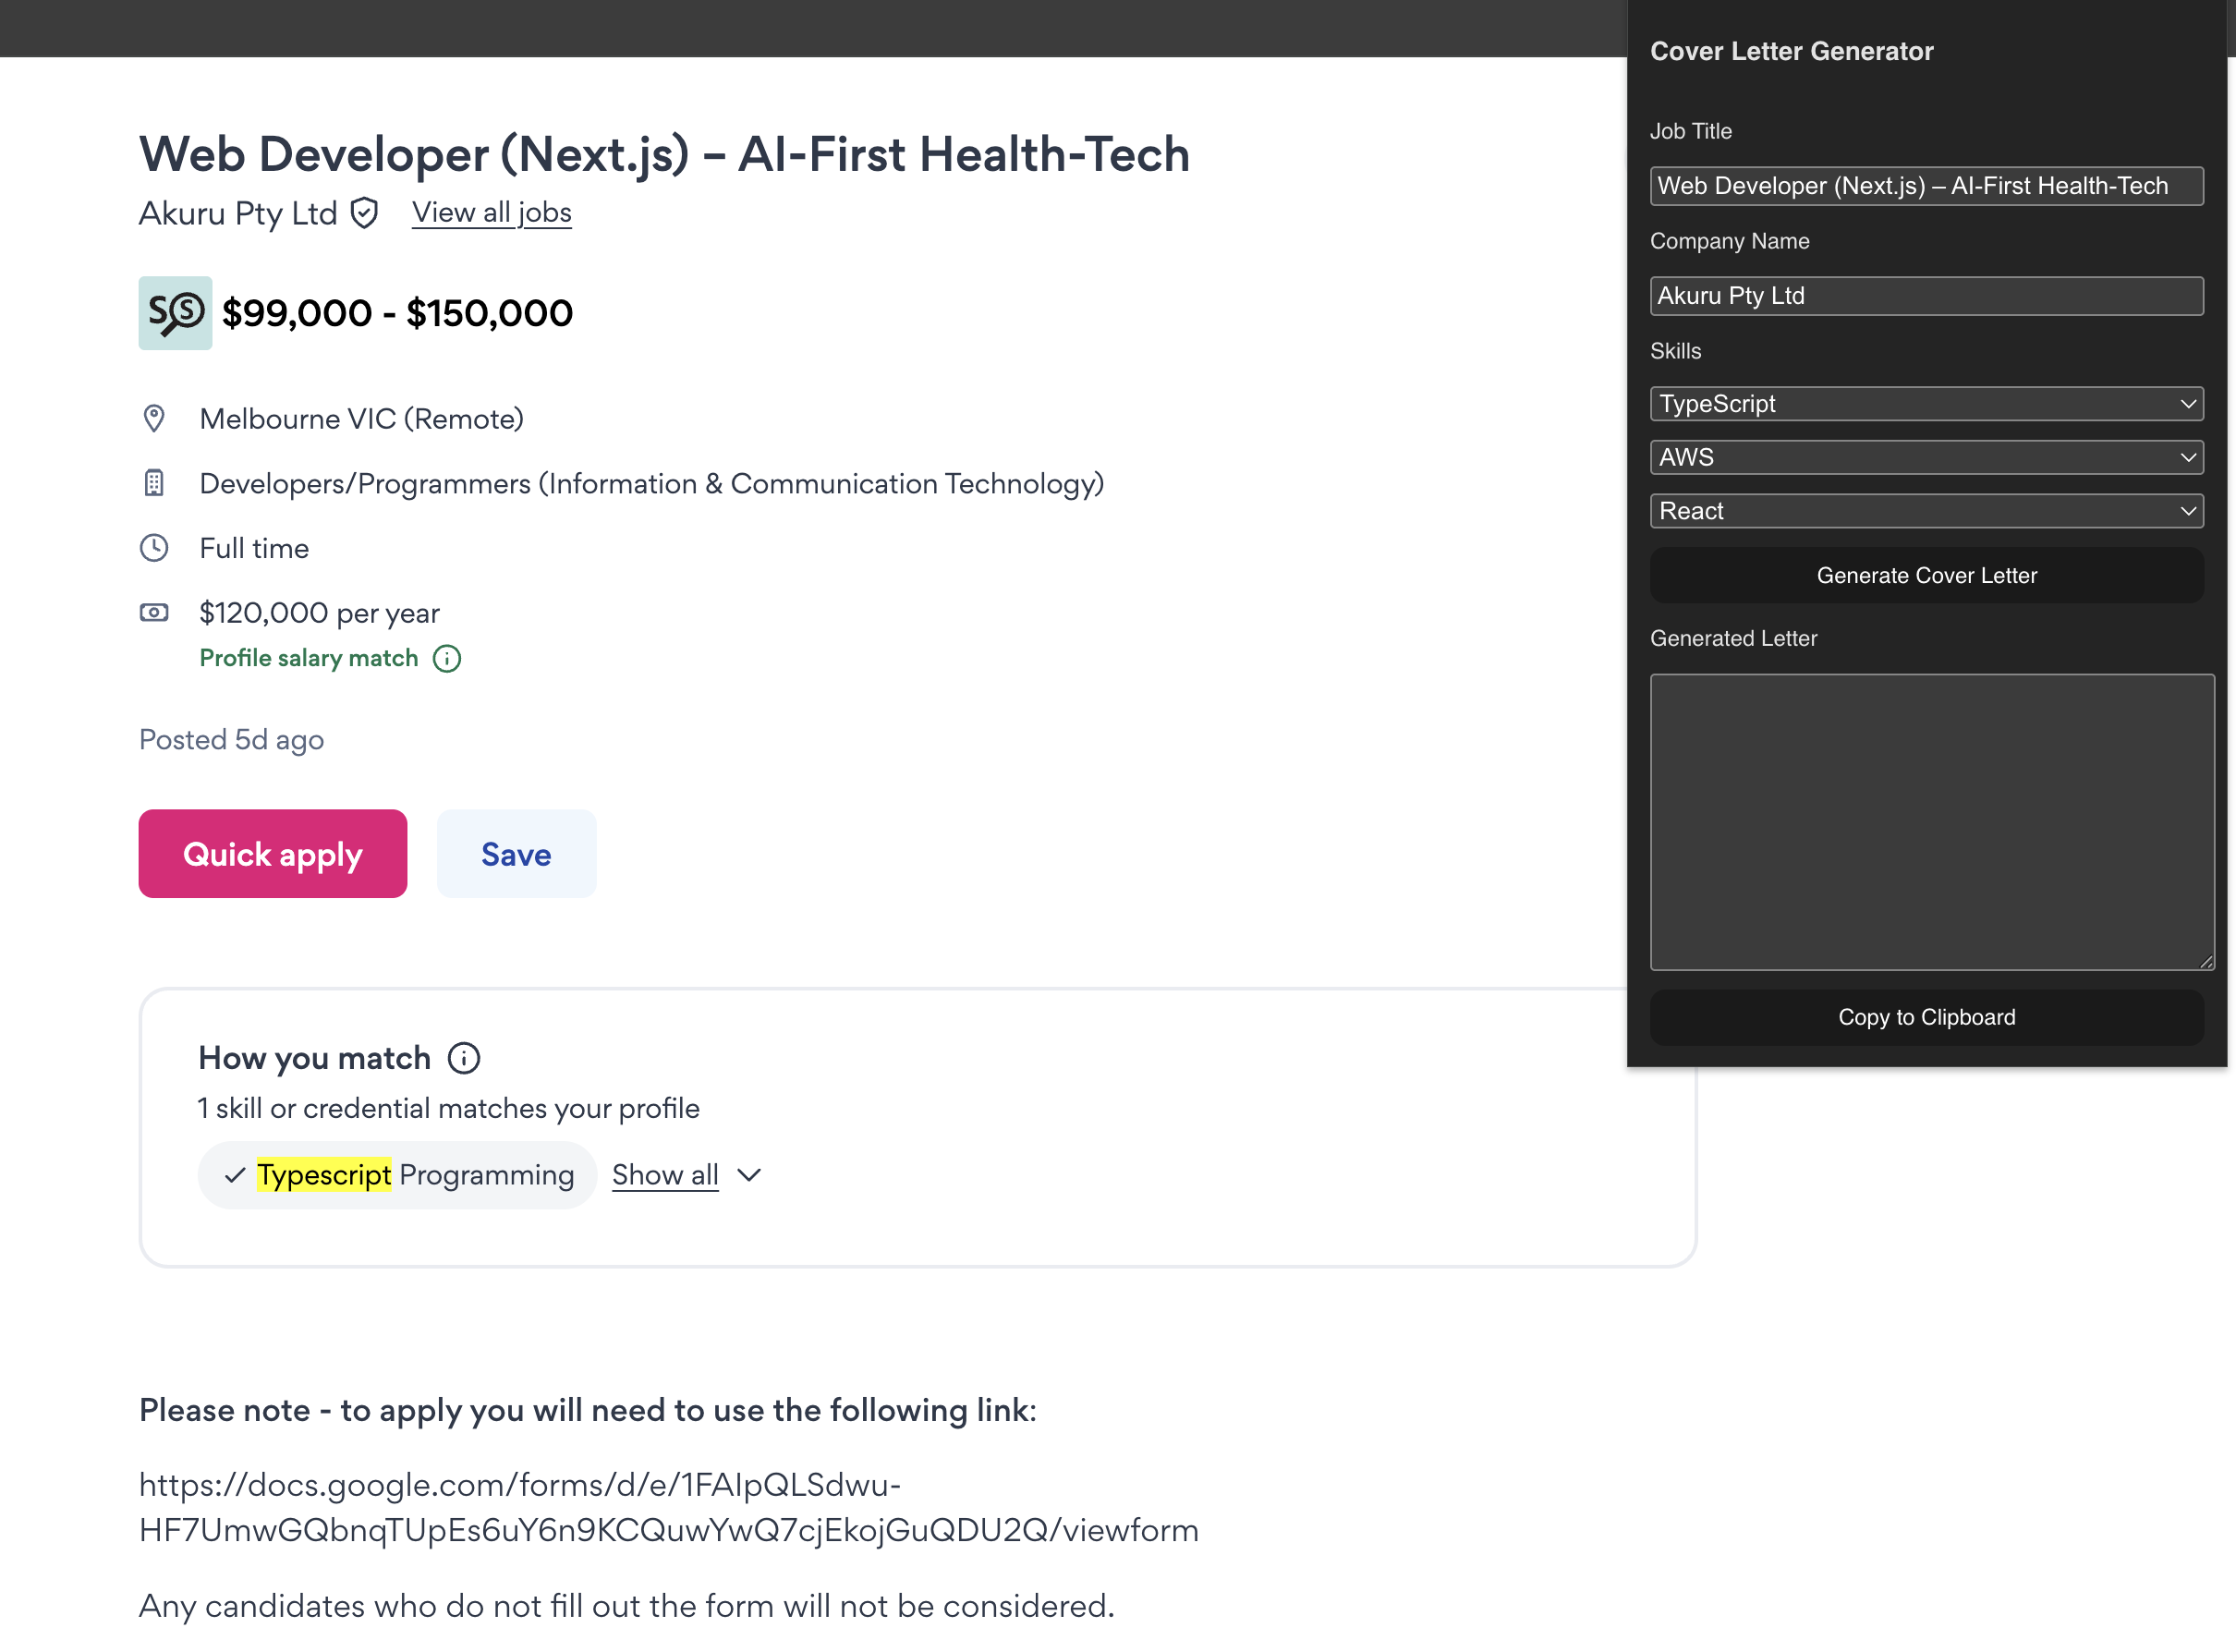 Web Developer (Next.js) – AI-First Health-Tech
Akuru Pty Ltd View all jobs
SS $99,000 - $150,000
Melbourne VIC (Remote)
Developers/Programmers (Information & Communication Technology)
Full time
$120,000 per year
Profile salary match
Posted 5d ago
Quick apply Save
How you match
1 skill or credential matches your profile
Typescript Programming Show all
Please note - to apply you will need to use the following link:
https://docs.google.com/forms/d/e/1FAIpQLSdwu-
HF7UmwGQbnqTUpEs6uY6n9KCQuwYwQ7cjEkojGuQDU2Q/viewform
Any candidates who do not fill out the form will not be considered.
Cover Letter Generator
Job Title
Web Developer (Next.js) – AI-First Health-Tech
Company Name
Akuru Pty Ltd
Skills
TypeScript
AWS
React
Generate Cover Letter
Generated Letter
Copy to Clipboard